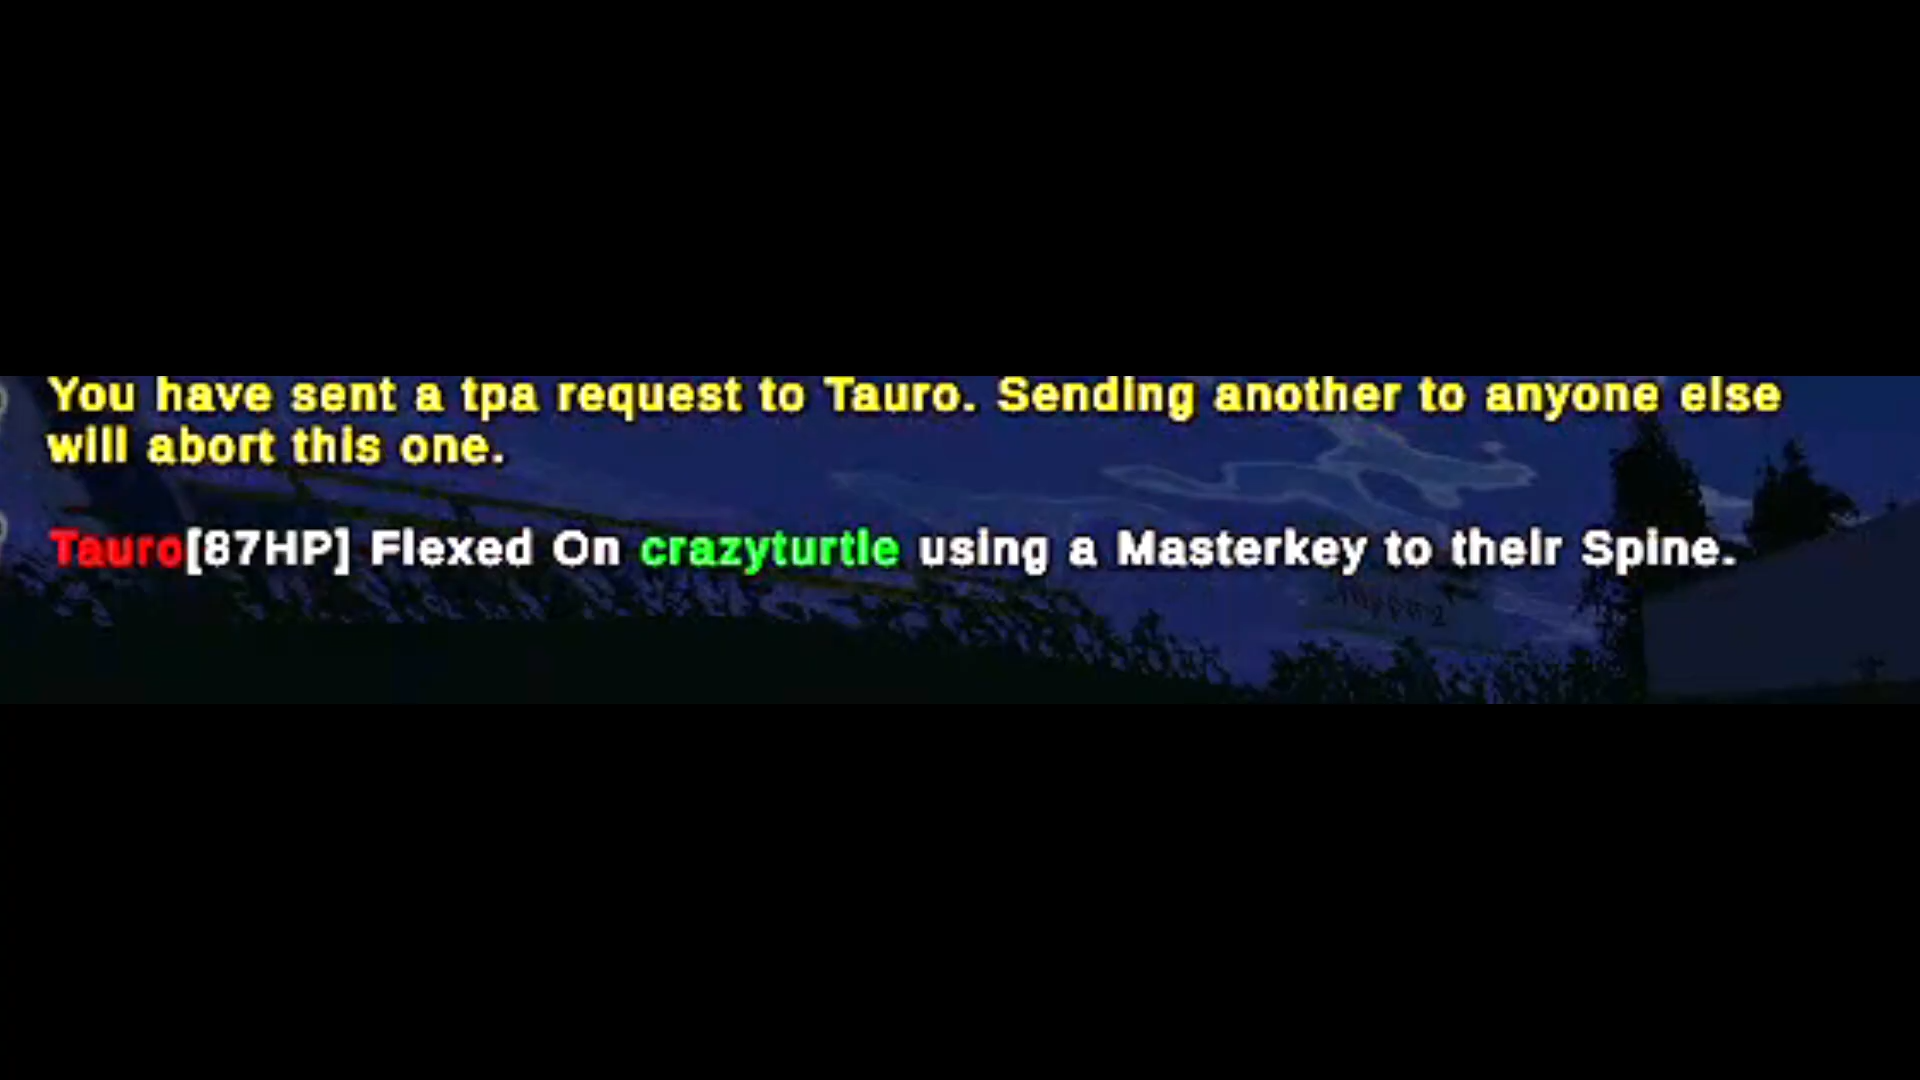 You have sent a tpa request to Tauro. Sending another to anyone else
will abort this one.
Tauro[87HP] Flexed On crazyturtle using a Masterkey to their Spine.